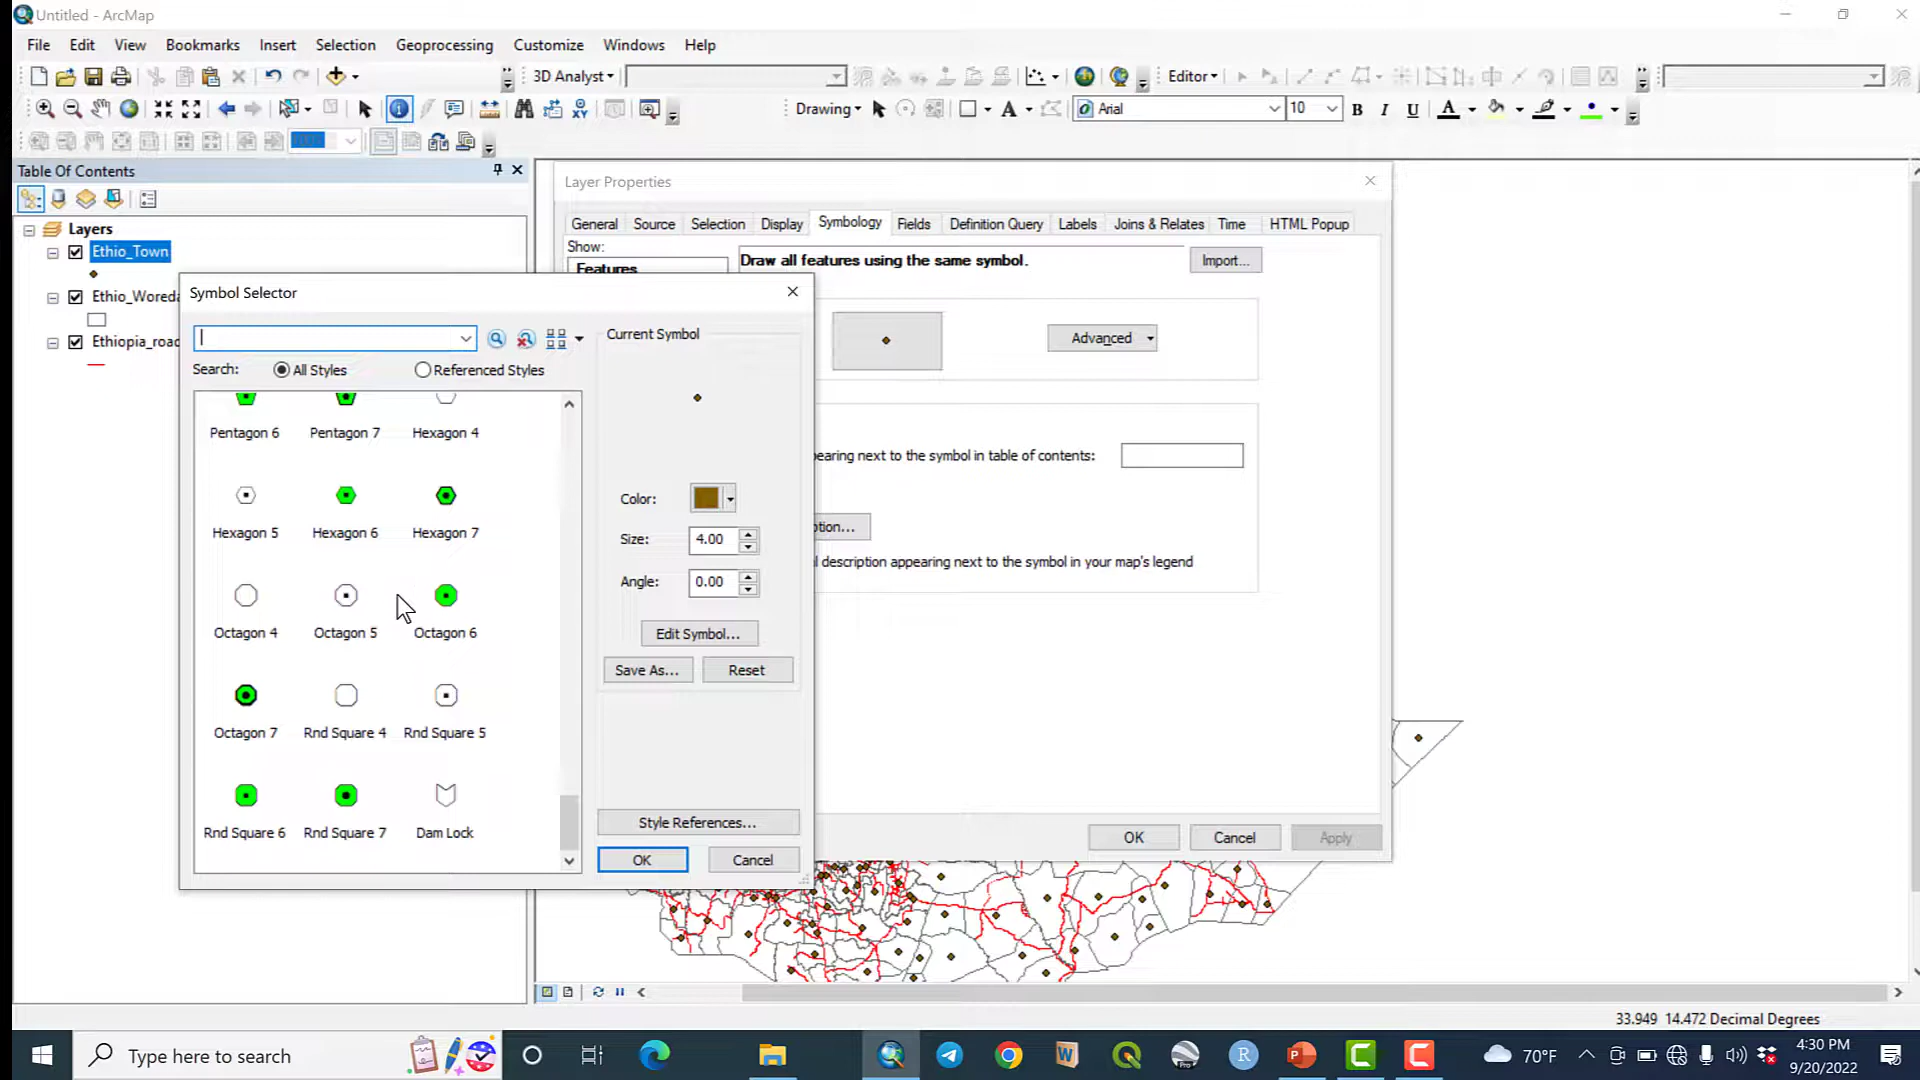 Untitled - ArcMap
File Edit View Bookmarks Insert Selection Geoprocessing Customize Windows Help
3D Analyst Editor
Drawing A Arial 10 B I U A
Table Of Contents
Layers
Ethio_Town
Ethio_Woreda
Ethiopia_road
Layer Properties
General Source Selection Display Symbology Fields Definition Query Labels Joins & Relates Time HTML Popup
Show:
Features
Draw all features using the same symbol.
Import...
Advanced
pearing next to the symbol in table of contents:
ption...
l description appearing next to the symbol in your map's legend
OK Cancel Apply
Symbol Selector
Search: All Styles Referenced Styles
Pentagon 6 Pentagon 7 Hexagon 4
Hexagon 5 Hexagon 6 Hexagon 7
Octagon 4 Octagon 5 Octagon 6
Octagon 7 Rnd Square 4 Rnd Square 5
Rnd Square 6 Rnd Square 7 Dam Lock
Current Symbol
Color:
Size: 4.00
Angle: 0.00
Edit Symbol...
Save As... Reset
Style References...
OK Cancel
33.949 14.472 Decimal Degrees
Type here to search
70°F
4:30 PM
9/20/2022